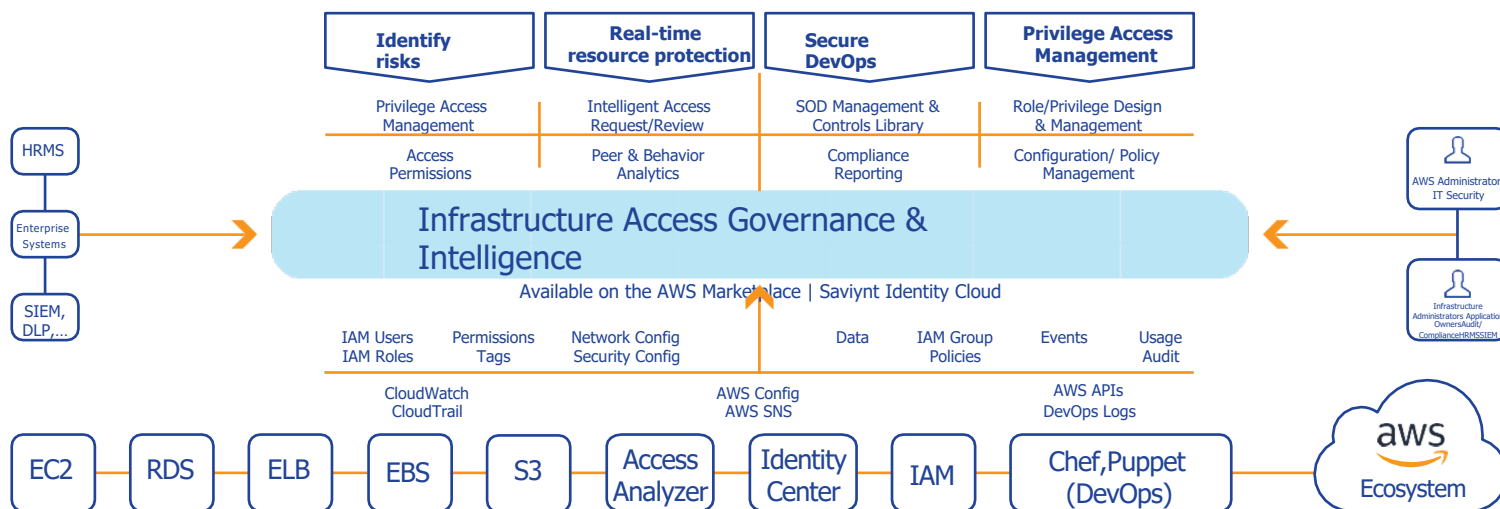 Identify
risks
Real-time
resource protection
Secure
DevOps
Privilege Access
Management
Privilege Access
Management
Intelligent Access
Request/Review
SOD Management &
Controls Library
Role/Privilege Design
& Management
Access
Permissions
Peer & Behavior
Analytics
Compliance
Reporting
Configuration/ Policy
Management
HRMS
Enterprise
Systems
SIEM,
DLP,...
Infrastructure Access Governance &
Intelligence
AWS Administrator
IT Security
Infrastructure
Administrators Application
OwnersAudit/
ComplianceHRMSSIEM
Available on the AWS Marketplace | Saviynt Identity Cloud
IAM Users
IAM Roles
Permissions
Tags
Network Config
Security Config
Data
IAM Group
Policies
Events
Usage
Audit
CloudWatch
CloudTrail
AWS Config
AWS SNS
AWS APIs
DevOps Logs
EC2
RDS
ELB
EBS
S3
Access
Analyzer
Identity
Center
IAM
Chef,Puppet
(DevOps)
aws
Ecosystem